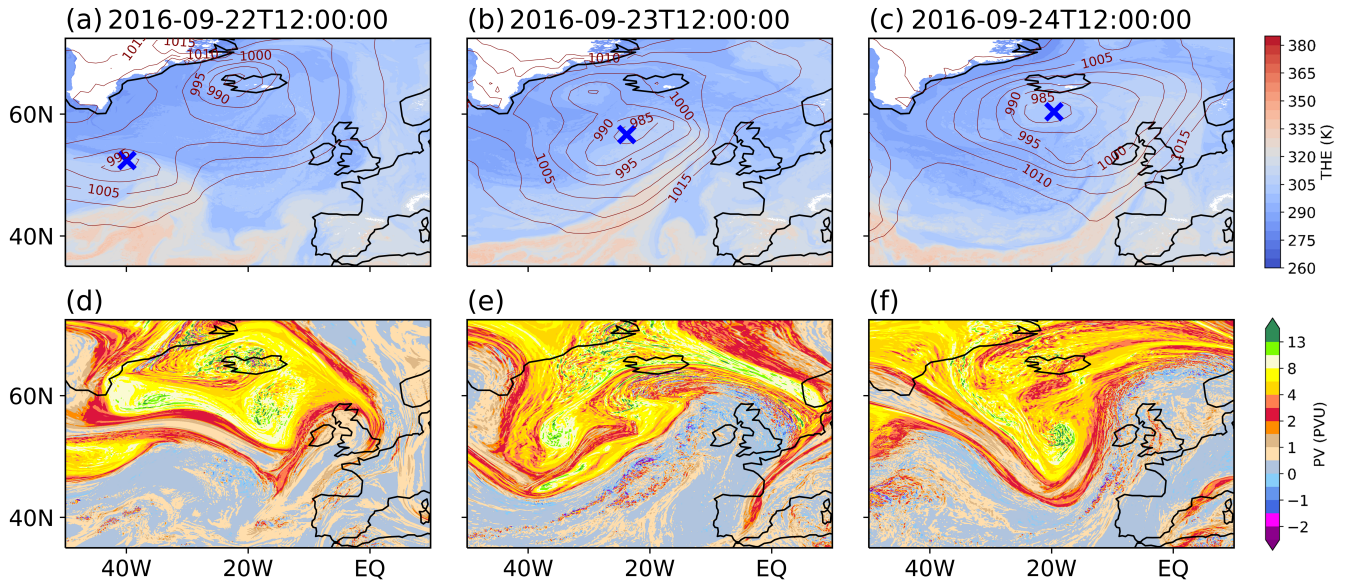 (a) 2016-09-22T12:00:00
(b) 2016-09-23T12:00:00
(c) 2016-09-24T12:00:00
1015
1010
1000
995
990
1005
60N
40N
1010
1000
990
985
995
1005
1015
1005
990
985
995
1000
1010
1015
380
365
350
335
320
305
290
275
260
THE (K)
(d)
(e)
(f)
60N
40N
40W
20W
EQ
40W
20W
EQ
40W
20W
EQ
13
8
4
2
2
1
1
0
−1
−2
PV (PVU)